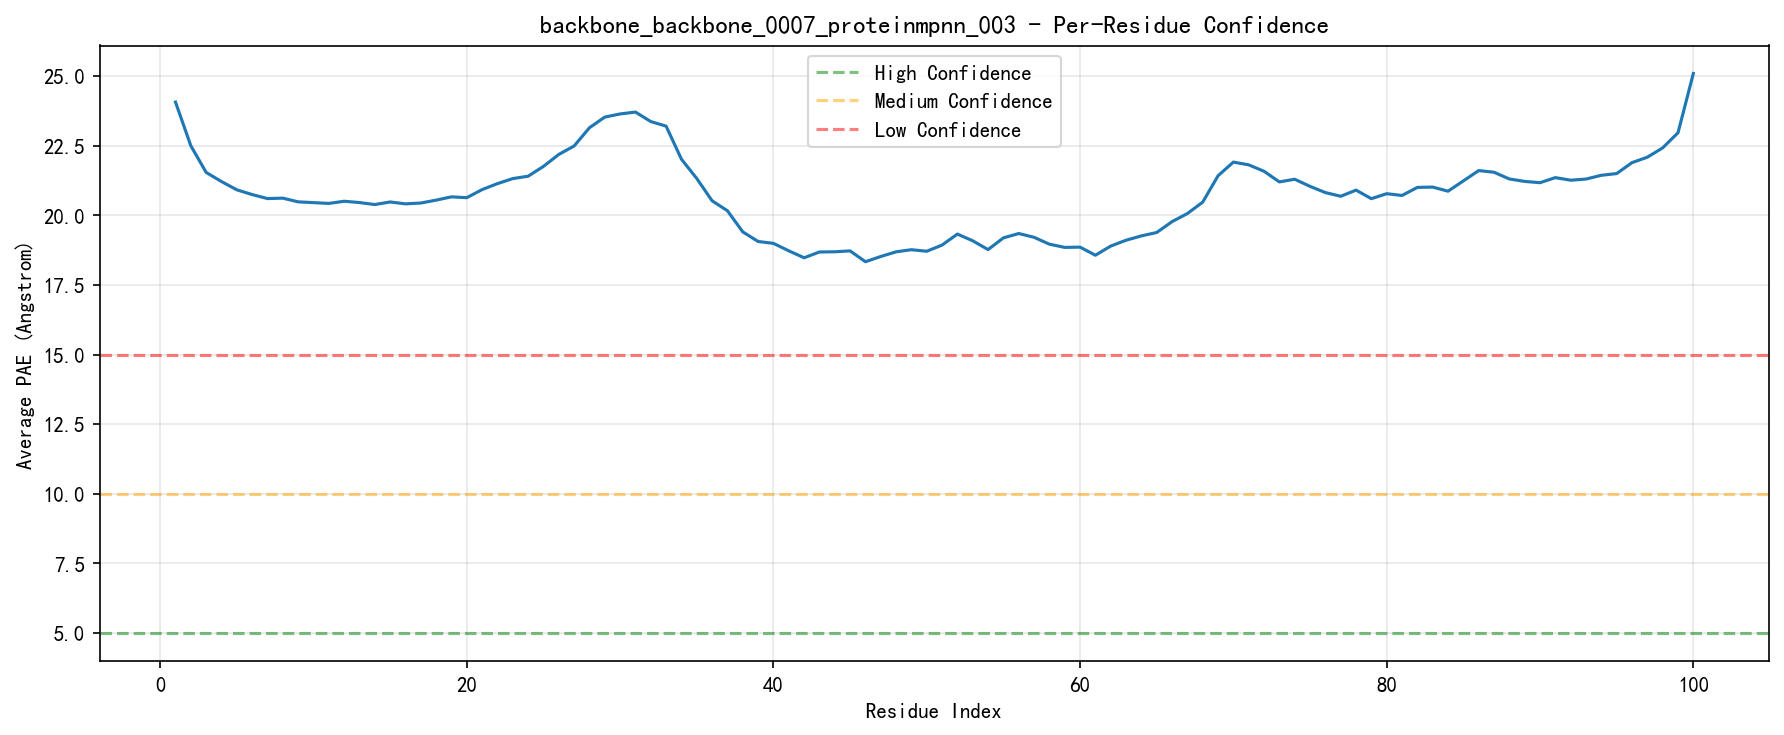 backbone_backbone_0007_proteinmpnn_003 - Per-Residue Confidence
High Confidence
Medium Confidence
Low Confidence
25.0
22.5
20.0
17.5
15.0
12.5
10.0
7.5
5.0
Average PAE (Angstrom)
0 20 40 60 80 100
Residue Index